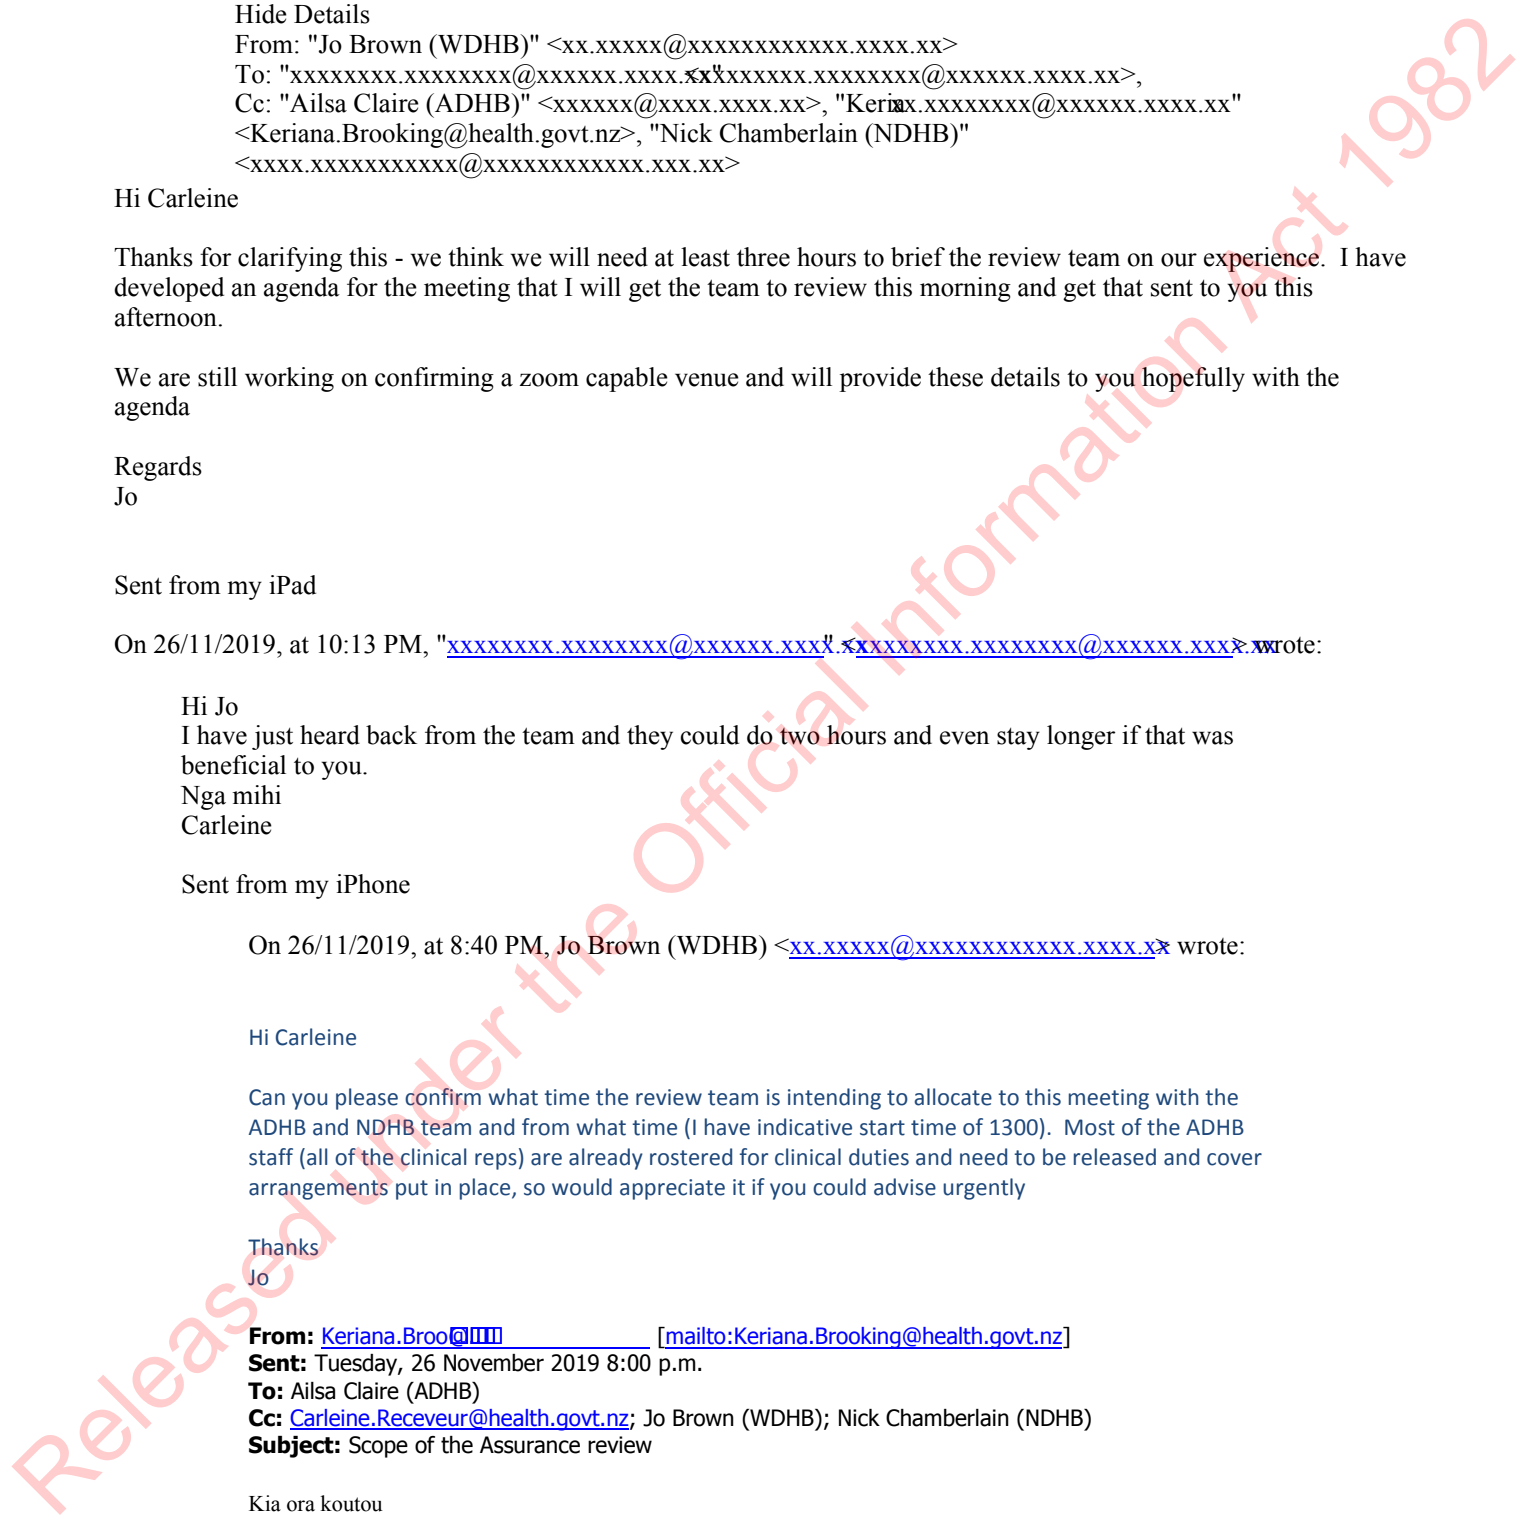 Hide Details
From: "Jo Brown (WDHB)" <xx.xxxxx@xxxxxxxxxxxx.xxxx.xx>
To: "xxxxxxxx.xxxxxxxx@xxxxxx.xxxx.xx" <xxxxxxxx.xxxxxxxx@xxxxxx.xxxx.xx>,
Cc: "Ailsa Claire (ADHB)" <xxxxxx@xxxx.xxxx.xx>, "Keriaxx.xxxxxxxx@xxxxxx.xxxx.xx"
<Keriana.Brooking@health.govt.nz>, "Nick Chamberlain (NDHB)"
<xxxx.xxxxxxxxxxx@xxxxxxxxxxxx.xxx.xx>
Hi Carleine
Thanks for clarifying this - we think we will need at least three hours to brief the review team on our experience. I have
developed an agenda for the meeting that I will get the team to review this morning and get that sent to you this
afternoon.
We are still working on confirming a zoom capable venue and will provide these details to you hopefully with the
agenda
Regards
Jo
Sent from my iPad
On 26/11/2019, at 10:13 PM, "xxxxxxxx.xxxxxxxx@xxxxxx.xxxx.xx" <xxxxxxxx.xxxxxxxx@xxxxxx.xxxx.xx> wrote:
Hi Jo
I have just heard back from the team and they could do two hours and even stay longer if that was
beneficial to you.
Nga mihi
Carleine
Sent from my iPhone
On 26/11/2019, at 8:40 PM, Jo Brown (WDHB) <xx.xxxxx@xxxxxxxxxxxx.xxxx.xx> wrote:
Hi Carleine
Can you please confirm what time the review team is intending to allocate to this meeting with the
ADHB and NDHB team and from what time (I have indicative start time of 1300). Most of the ADHB
staff (all of the clinical reps) are already rostered for clinical duties and need to be released and cover
arrangements put in place, so would appreciate it if you could advise urgently
Thanks
Jo
From: Keriana.Broo [mailto:Keriana.Brooking@health.govt.nz]
Sent: Tuesday, 26 November 2019 8:00 p.m.
To: Ailsa Claire (ADHB)
Cc: Carleine.Receveur@health.govt.nz; Jo Brown (WDHB); Nick Chamberlain (NDHB)
Subject: Scope of the Assurance review
Kia ora koutou
Released under the Official Information Act 1982